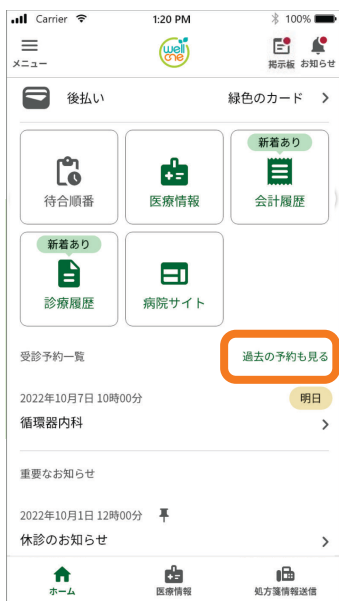 Carrier 1:20 PM 100%
メニュー
well one
掲示板 お知らせ
後払い 緑色のカード
新着あり
待合順番 医療情報 会計履歴
新着あり
診療履歴 病院サイト
受診予約一覧 過去の予約も見る
2022年10月7日 10時00分 明日
循環器内科
重要なお知らせ
2022年10月1日 12時00分
休診のお知らせ
ホーム 医療情報 処方箋情報送信